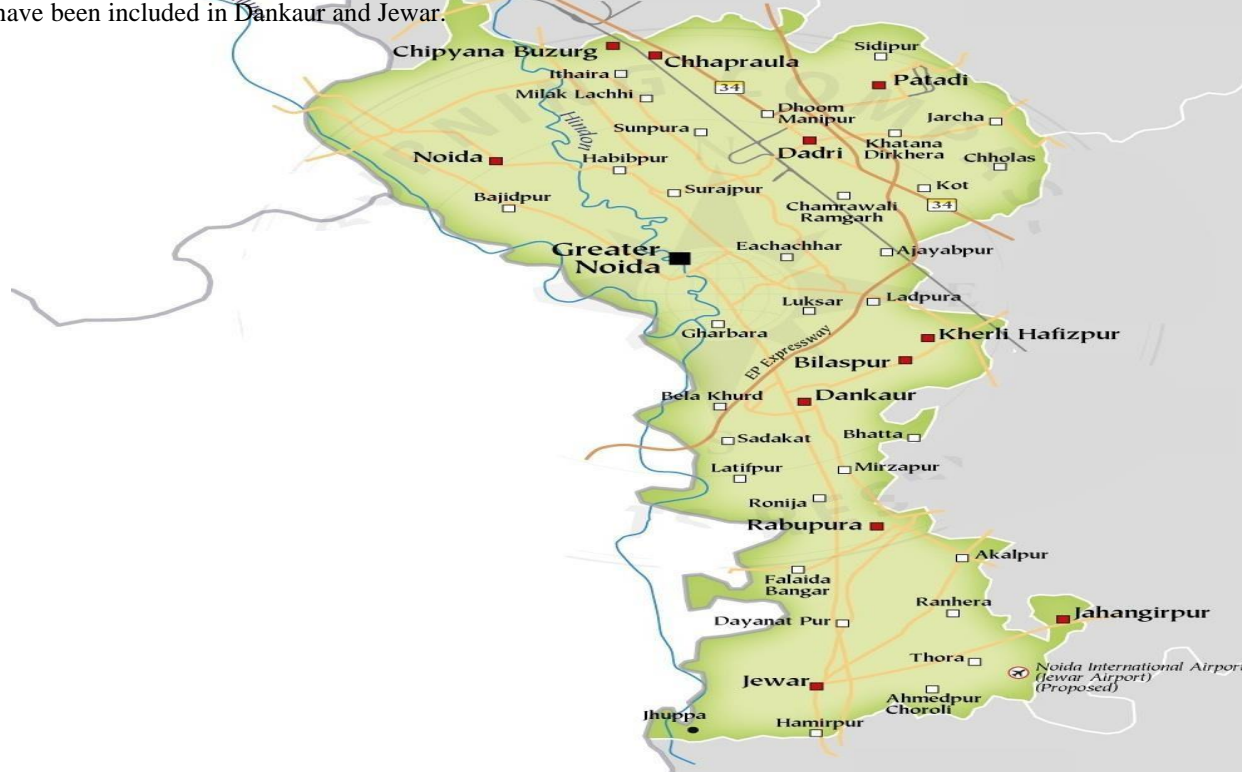 have been included in Dankaur and Jewar.
Chipyana Buzurg
Chhapraula
Sidipur
Ithaira
Patadi
Milak Lachhi
34
Dhoom
Manipur
Jarcha
Hindon
Sunpura
Dadri
Khatana
Dirkhera
Noida
Habibpur
Chholas
Bajidpur
Surajpur
Kot
Chamrawali
Ramgarh
34
Greater
Noida
Eachachhar
Ajayabpur
Luksar
Ladpura
Gharbara
EP Expressway
Kherli Hafizpur
Bilaspur
Bela Khurd
Dankaur
Sadakat
Bhatta
Latifpur
Mirzapur
Ronija
Rabupura
Akalpur
Falaida
Bangar
Ranhera
Jahangirpur
Dayanat Pur
Thora
Noida International Airport
(Jewar Airport)
(Proposed)
Jewar
Ahmedpur
Choroli
Jhuppa
Hamirpur